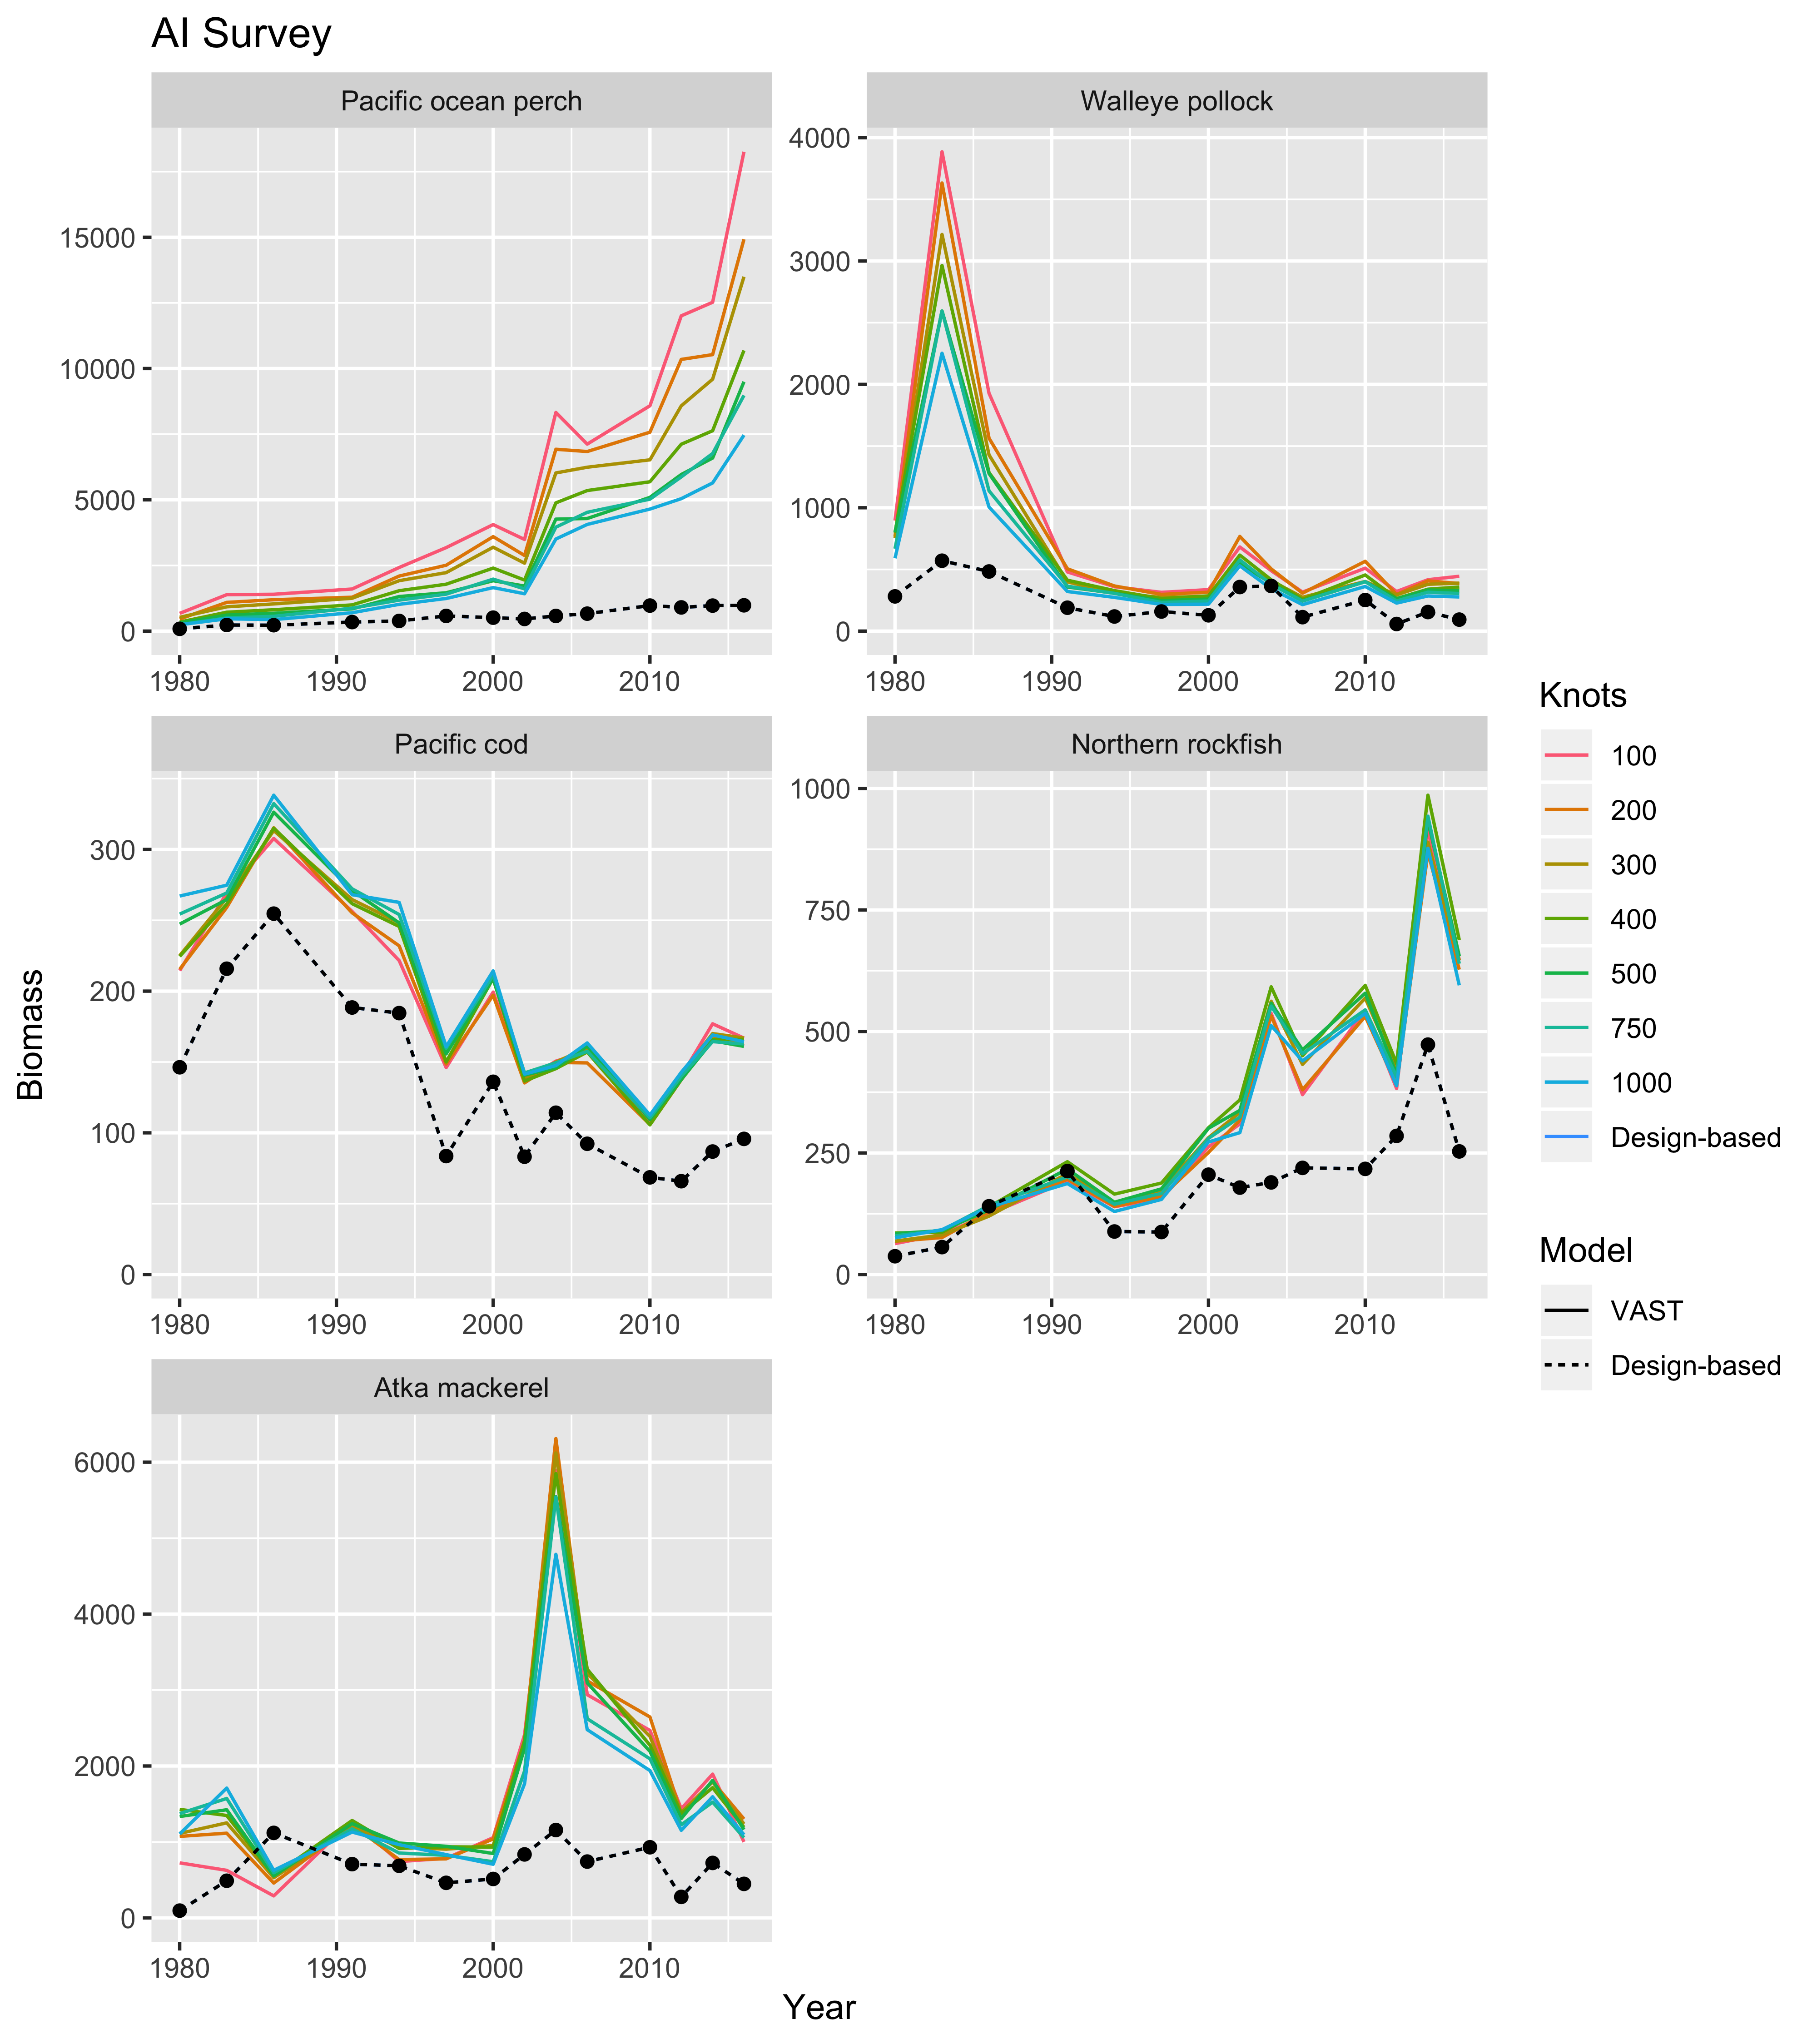 AI Survey
Pacific ocean perch
Walleye pollock
15000
10000
5000
0
4000
3000
2000
1000
0
1980 1990 2000 2010
1980 1990 2000 2010
Pacific cod
Northern rockfish
300
200
100
0
1000
750
500
250
0
1980 1990 2000 2010
1980 1990 2000 2010
Atka mackerel
6000
4000
2000
0
1980 1990 2000 2010
Biomass
Year
Knots
100
200
300
400
500
750
1000
Design-based
Model
VAST
Design-based